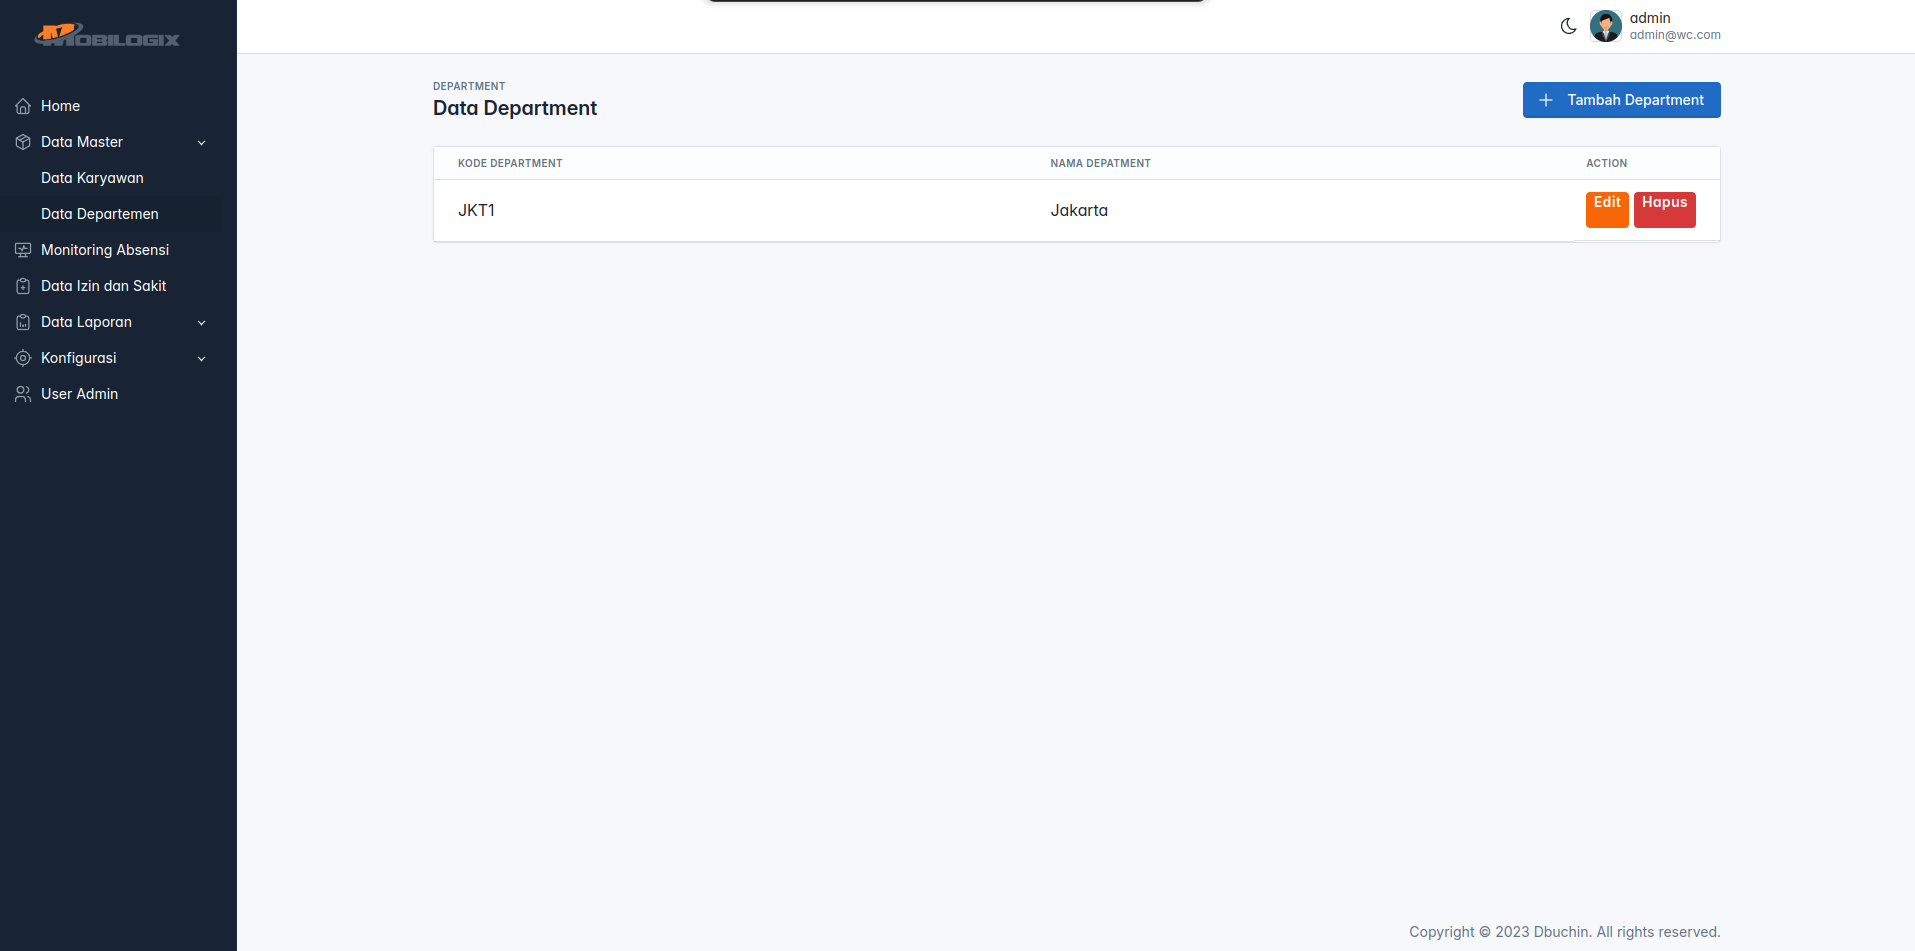 MOBILOGIX
admin
admin@wc.com
Home
Data Master
Data Karyawan
Data Departemen
Monitoring Absensi
Data Izin dan Sakit
Data Laporan
Konfigurasi
User Admin
DEPARTMENT
Data Department
Tambah Department
KODE DEPARTMENT NAMA DEPATMENT ACTION
JKT1 Jakarta Edit Hapus
Copyright © 2023 Dbuchin. All rights reserved.